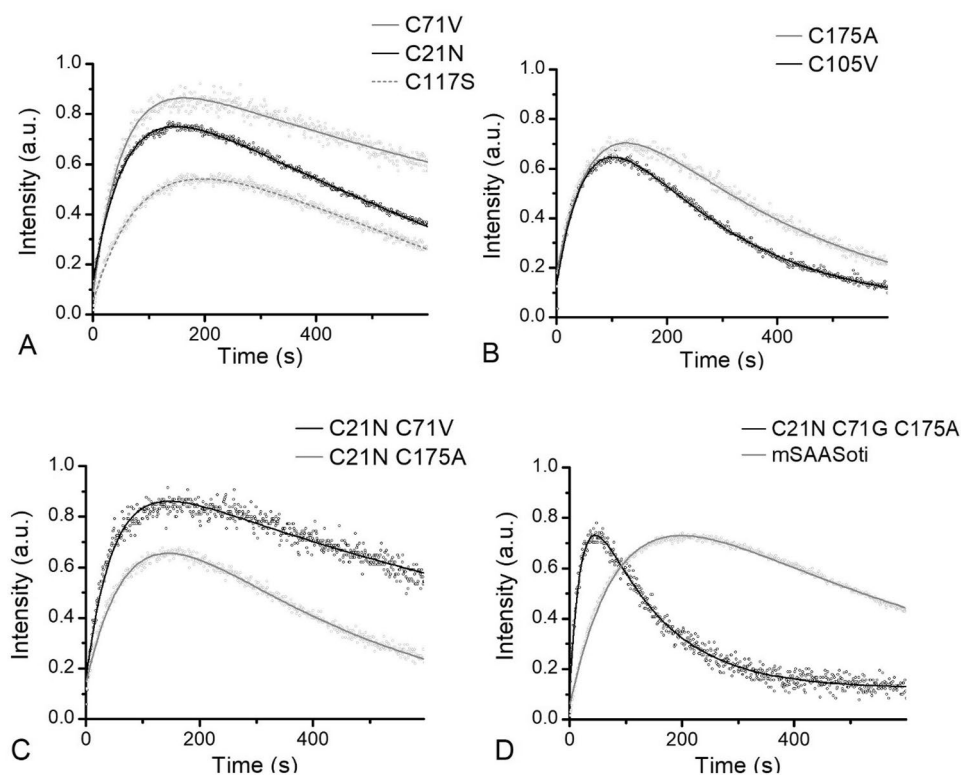 C71V
C21N
C117S
1.0
0.8
0.6
0.4
0.2
0.0
Intensity (a.u.)
0
200
400
Time (s)
A
C175A
C105V
1.0
0.8
0.6
0.4
0.2
0.0
Intensity (a.u.)
0
200
400
Time (s)
B
C21N C71V
C21N C175A
1.0
0.8
0.6
0.4
0.2
0.0
Intensity (a.u.)
0
200
400
Time (s)
C
C21N C71G C175A
mSAASoti
1.0
0.8
0.6
0.4
0.2
0.0
Intensity (a.u.)
0
200
400
Time (s)
D